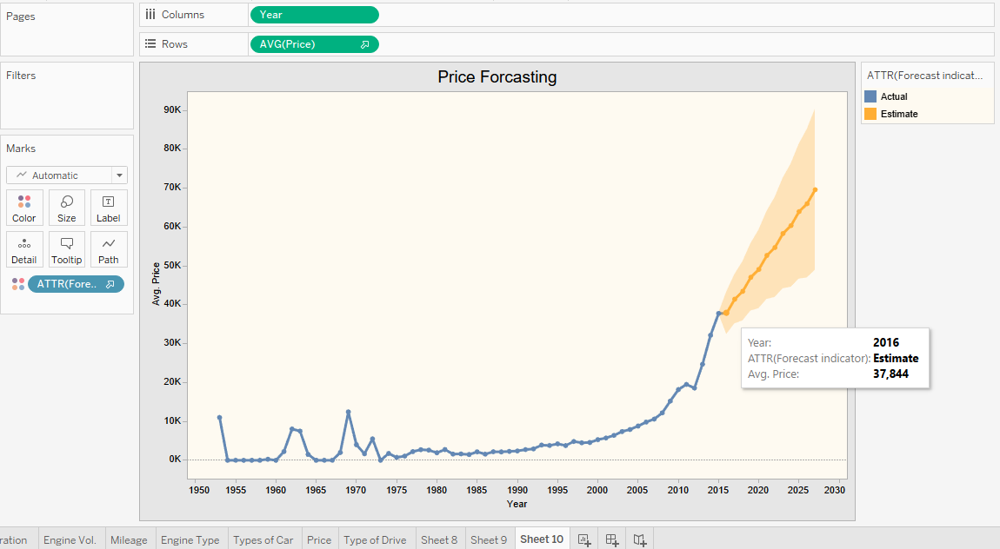 Pages
Columns
Year
Rows
AVG(Price)
Filters
Marks
Automatic
Color
Size
Label
Detail
Tooltip
Path
ATTR(Fore..
Price Forcasting
Avg. Price
90K
80K
70K
60K
50K
40K
30K
20K
10K
0K
1950 1955 1960 1965 1970 1975 1980 1985 1990 1995 2000 2005 2010 2015 2020 2025 2030
Year
Year: 2016
ATTR(Forecast indicator): Estimate
Avg. Price: 37,844
ATTR(Forecast indicat...
Actual
Estimate
ration Engine Vol. Mileage Engine Type Types of Car Price Type of Drive Sheet 8 Sheet 9 Sheet 10